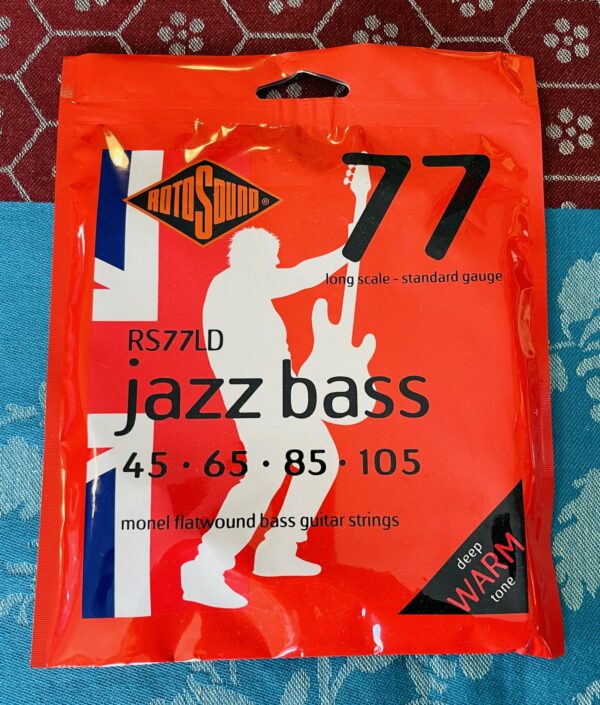 ROTOSOUND®
77
long scale - standard gauge
RS77LD
jazz bass
45 · 65 · 85 · 105
monel flatwound bass guitar strings
deep
WARM
tone